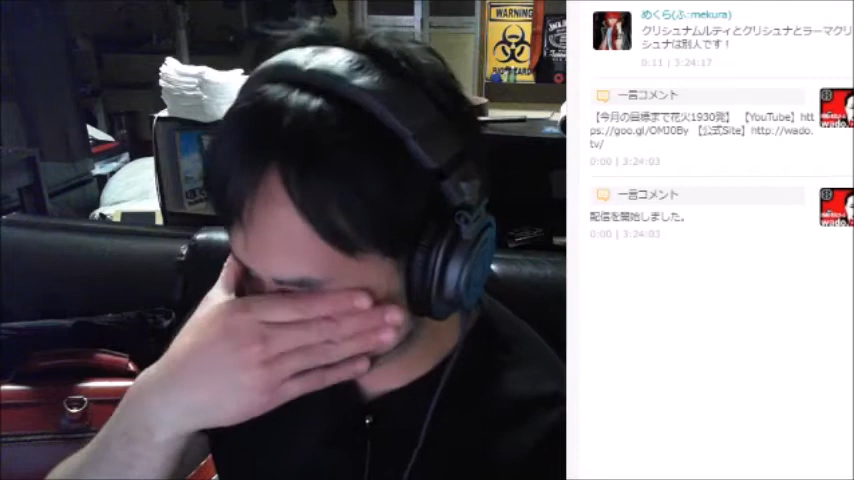 WARNING
BIOHAZARD
めくら(ふ:mekura)
クリシュナムルティとクリシュナとラーマクリ
シュナは別人です！
0:11 | 3:24:17
一言コメント
【今月の目標まで花火1930発】 【YouTube】htt
ps://goo.gl/OMJ0By 【公式Site】http://wado.
tv/
wado
0:00 | 3:24:03
一言コメント
配信を開始しました。
wado
0:00 | 3:24:03